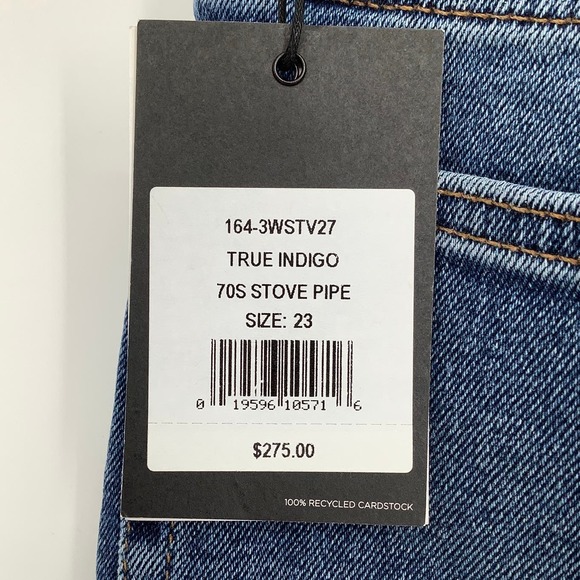 164-3WSTV27
TRUE INDIGO
70S STOVE PIPE
SIZE: 23
0 19596 10571 6
$275.00
100% RECYCLED CARDSTOCK